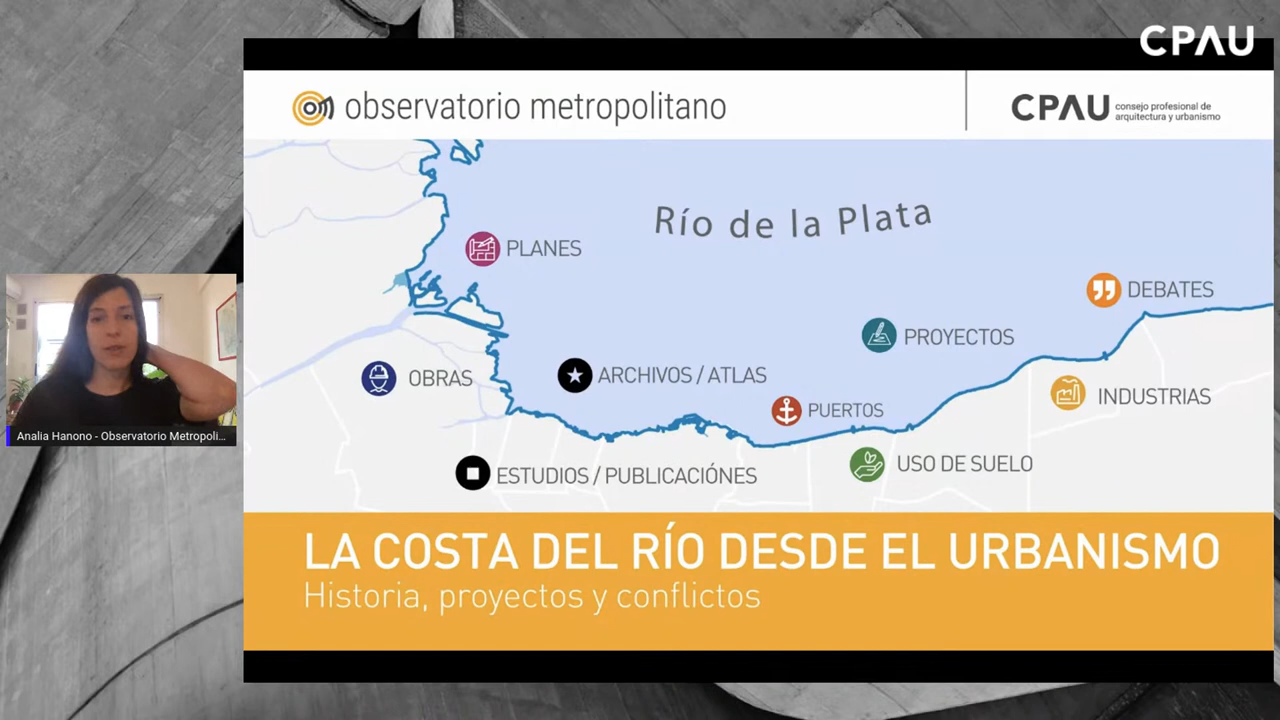 CPAU
om observatorio metropolitano
CPAU consejo profesional de
arquitectura y urbanismo
Río de la Plata
PLANES
DEBATES
PROYECTOS
OBRAS
ARCHIVOS / ATLAS
INDUSTRIAS
PUERTOS
Analia Hanono - Observatorio Metropoli...
USO DE SUELO
ESTUDIOS / PUBLICACIÓNES
LA COSTA DEL RÍO DESDE EL URBANISMO
Historia, proyectos y conflictos